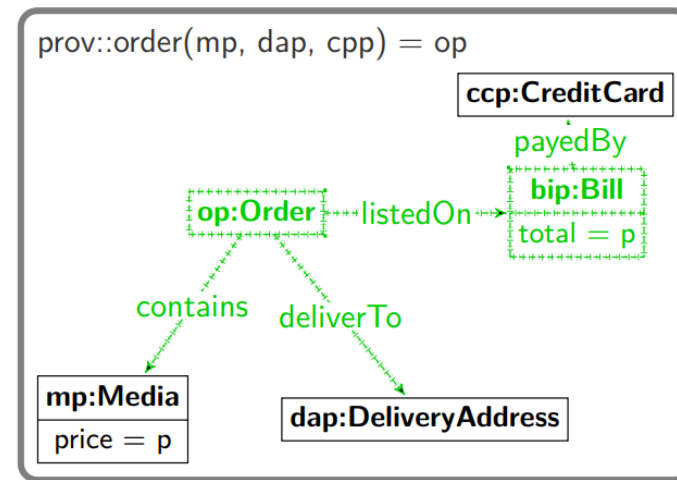 prov::order(mp, dap, cpp) = op
ccp:CreditCard
payedBy
bip:Bill
total = p
op:Order
listedOn
contains
deliverTo
mp:Media
price = p
dap:DeliveryAddress